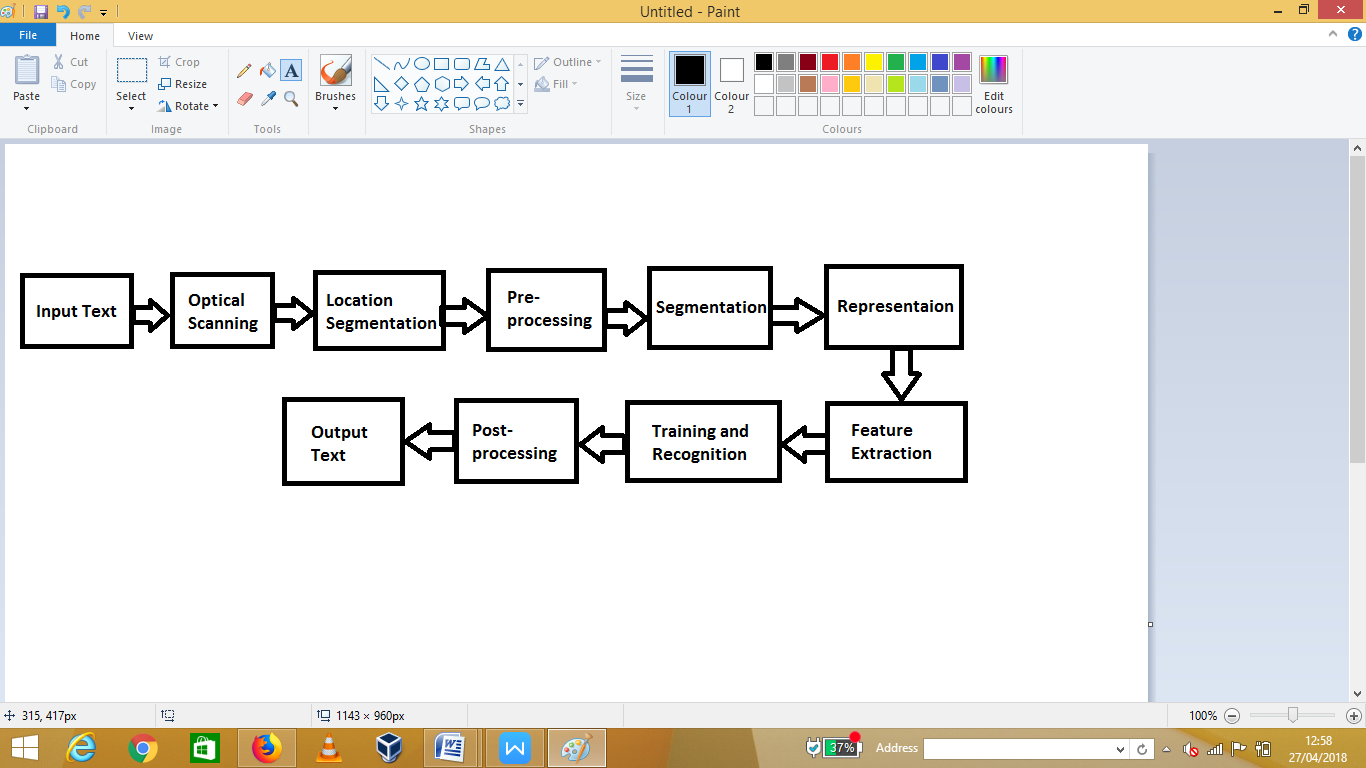 Untitled - Paint
File Home View
Paste
Cut
Copy
Clipboard
Select
Crop
Resize
Rotate
Image
A
Tools
Brushes
Outline
Fill
Shapes
Size
Colour
1
Colour
2
Edit
colours
Colours
Input Text
Optical
Scanning
Location
Segmentation
Pre-
processing
Segmentation
Representaion
Feature
Extraction
Training and
Recognition
Post-
processing
Output
Text
315, 417px
1143 × 960px
100%
37%
Address
12:58
27/04/2018